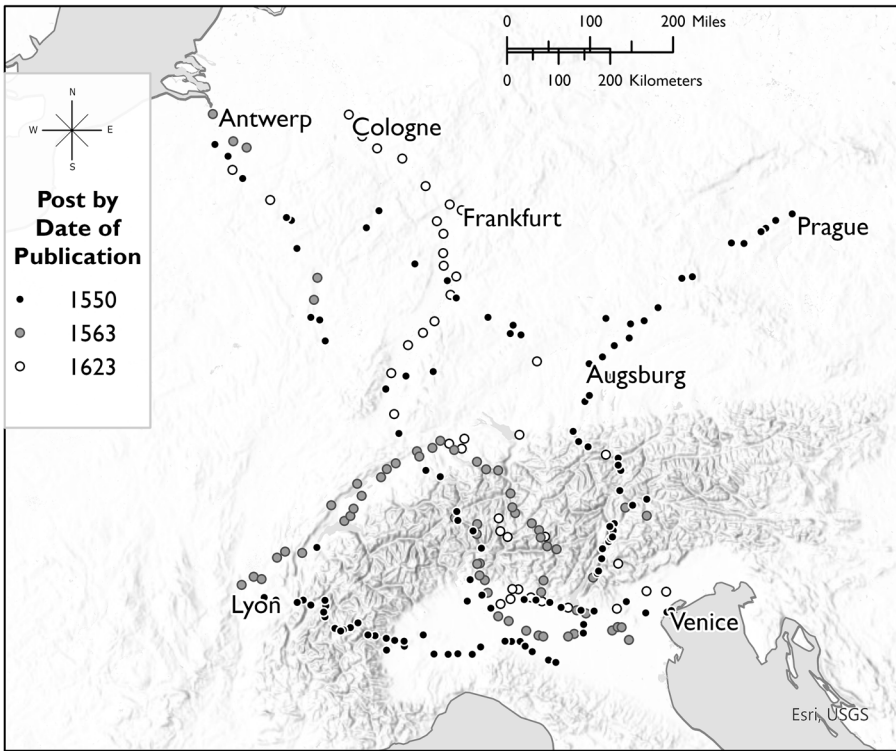 0 100 200 Miles
0 100 200 Kilometers
N
W E
S
Post by
Date of
Publication
1550
1563
1623
Antwerp
Cologne
Frankfurt
Prague
Augsburg
Lyon
Venice
Esri, USGS